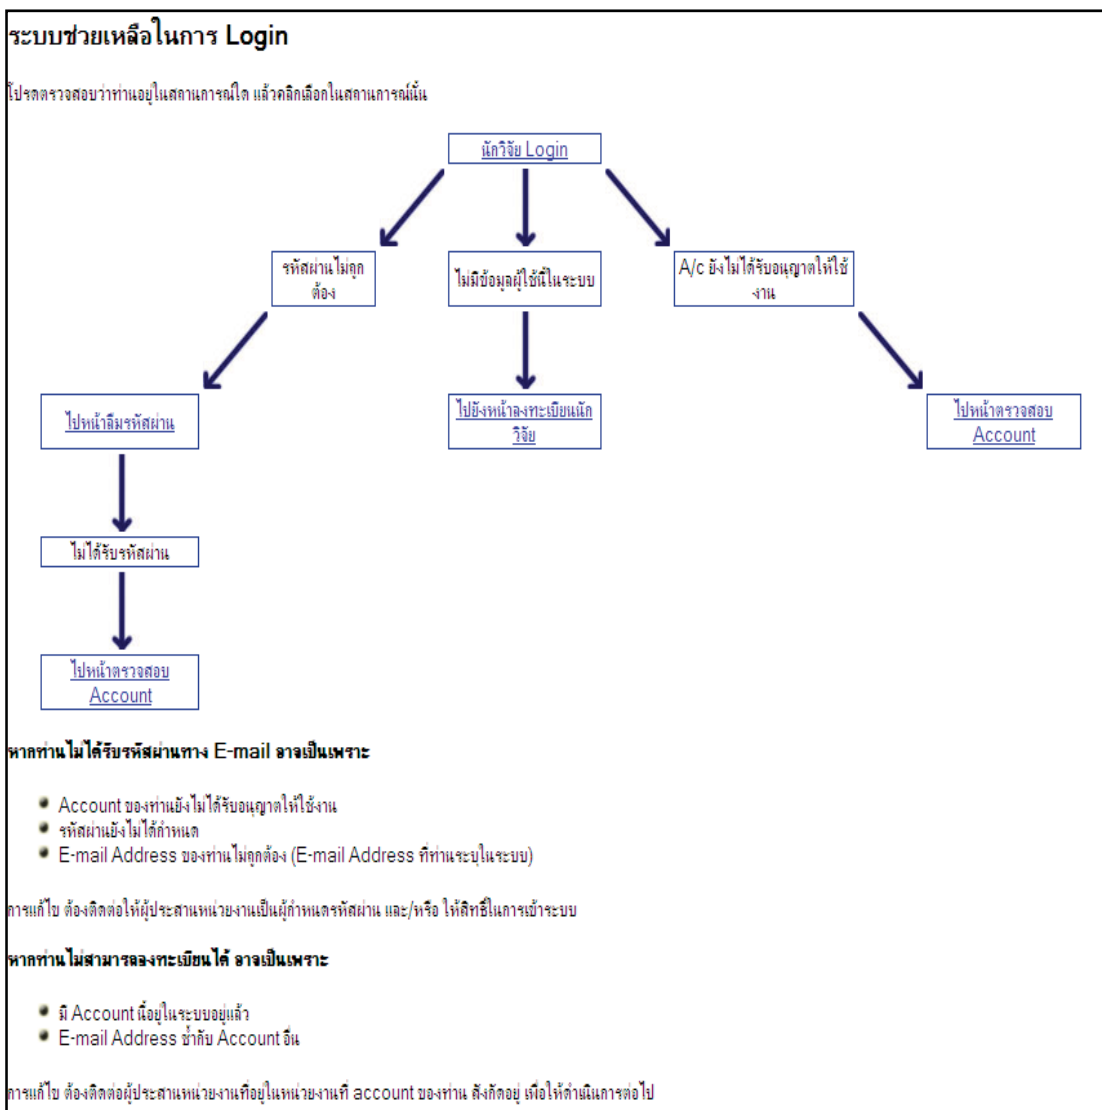 ระบบช่วยเหลือในการ Login
โปรดตรวจสอบว่าท่านอยู่ในสถานการณ์ใด แล้วคลิกเลือกในสถานการณ์นั้น
นักวิจัย Login
รหัสผ่านไม่ถูก
ต้อง
ไม่มีข้อมูลผู้ใช้นี้ในระบบ
A/c ยังไม่ได้รับอนุญาตให้ใช้
งาน
ไปหน้าลืมรหัสผ่าน
ไปยังหน้าลงทะเบียนนัก
วิจัย
ไปหน้าตรวจสอบ
Account
ไม่ได้รับรหัสผ่าน
ไปหน้าตรวจสอบ
Account
หากท่านไม่ได้รับรหัสผ่านทาง E-mail อาจเป็นเพราะ
Account ของท่านยังไม่ได้รับอนุญาตให้ใช้งาน
รหัสผ่านยังไม่ได้กำหนด
E-mail Address ของท่านไม่ถูกต้อง (E-mail Address ที่ท่านระบุในระบบ)
การแก้ไข ต้องติดต่อให้ผู้ประสานหน่วยงานเป็นผู้กำหนดรหัสผ่าน และ/หรือ ให้สิทธิ์ในการเข้าระบบ
หากท่านไม่สามารถลงทะเบียนได้ อาจเป็นเพราะ
มี Account นี้อยู่ในระบบอยู่แล้ว
E-mail Address ซ้ำกับ Account อื่น
การแก้ไข ต้องติดต่อผู้ประสานหน่วยงานที่อยู่ในหน่วยงานที่ account ของท่าน สังกัดอยู่ เพื่อให้ดำเนินการต่อไป